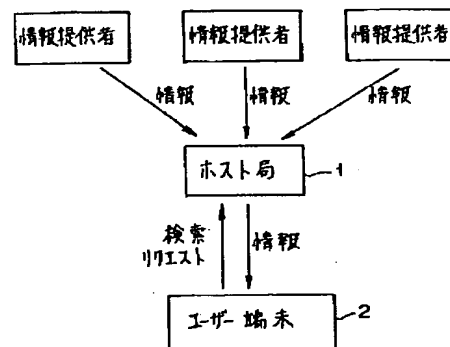 情報提供者 情報提供者 情報提供者
情報 情報 情報
ホスト局 1
検索 情報
リクエスト
ユーザー端末 2